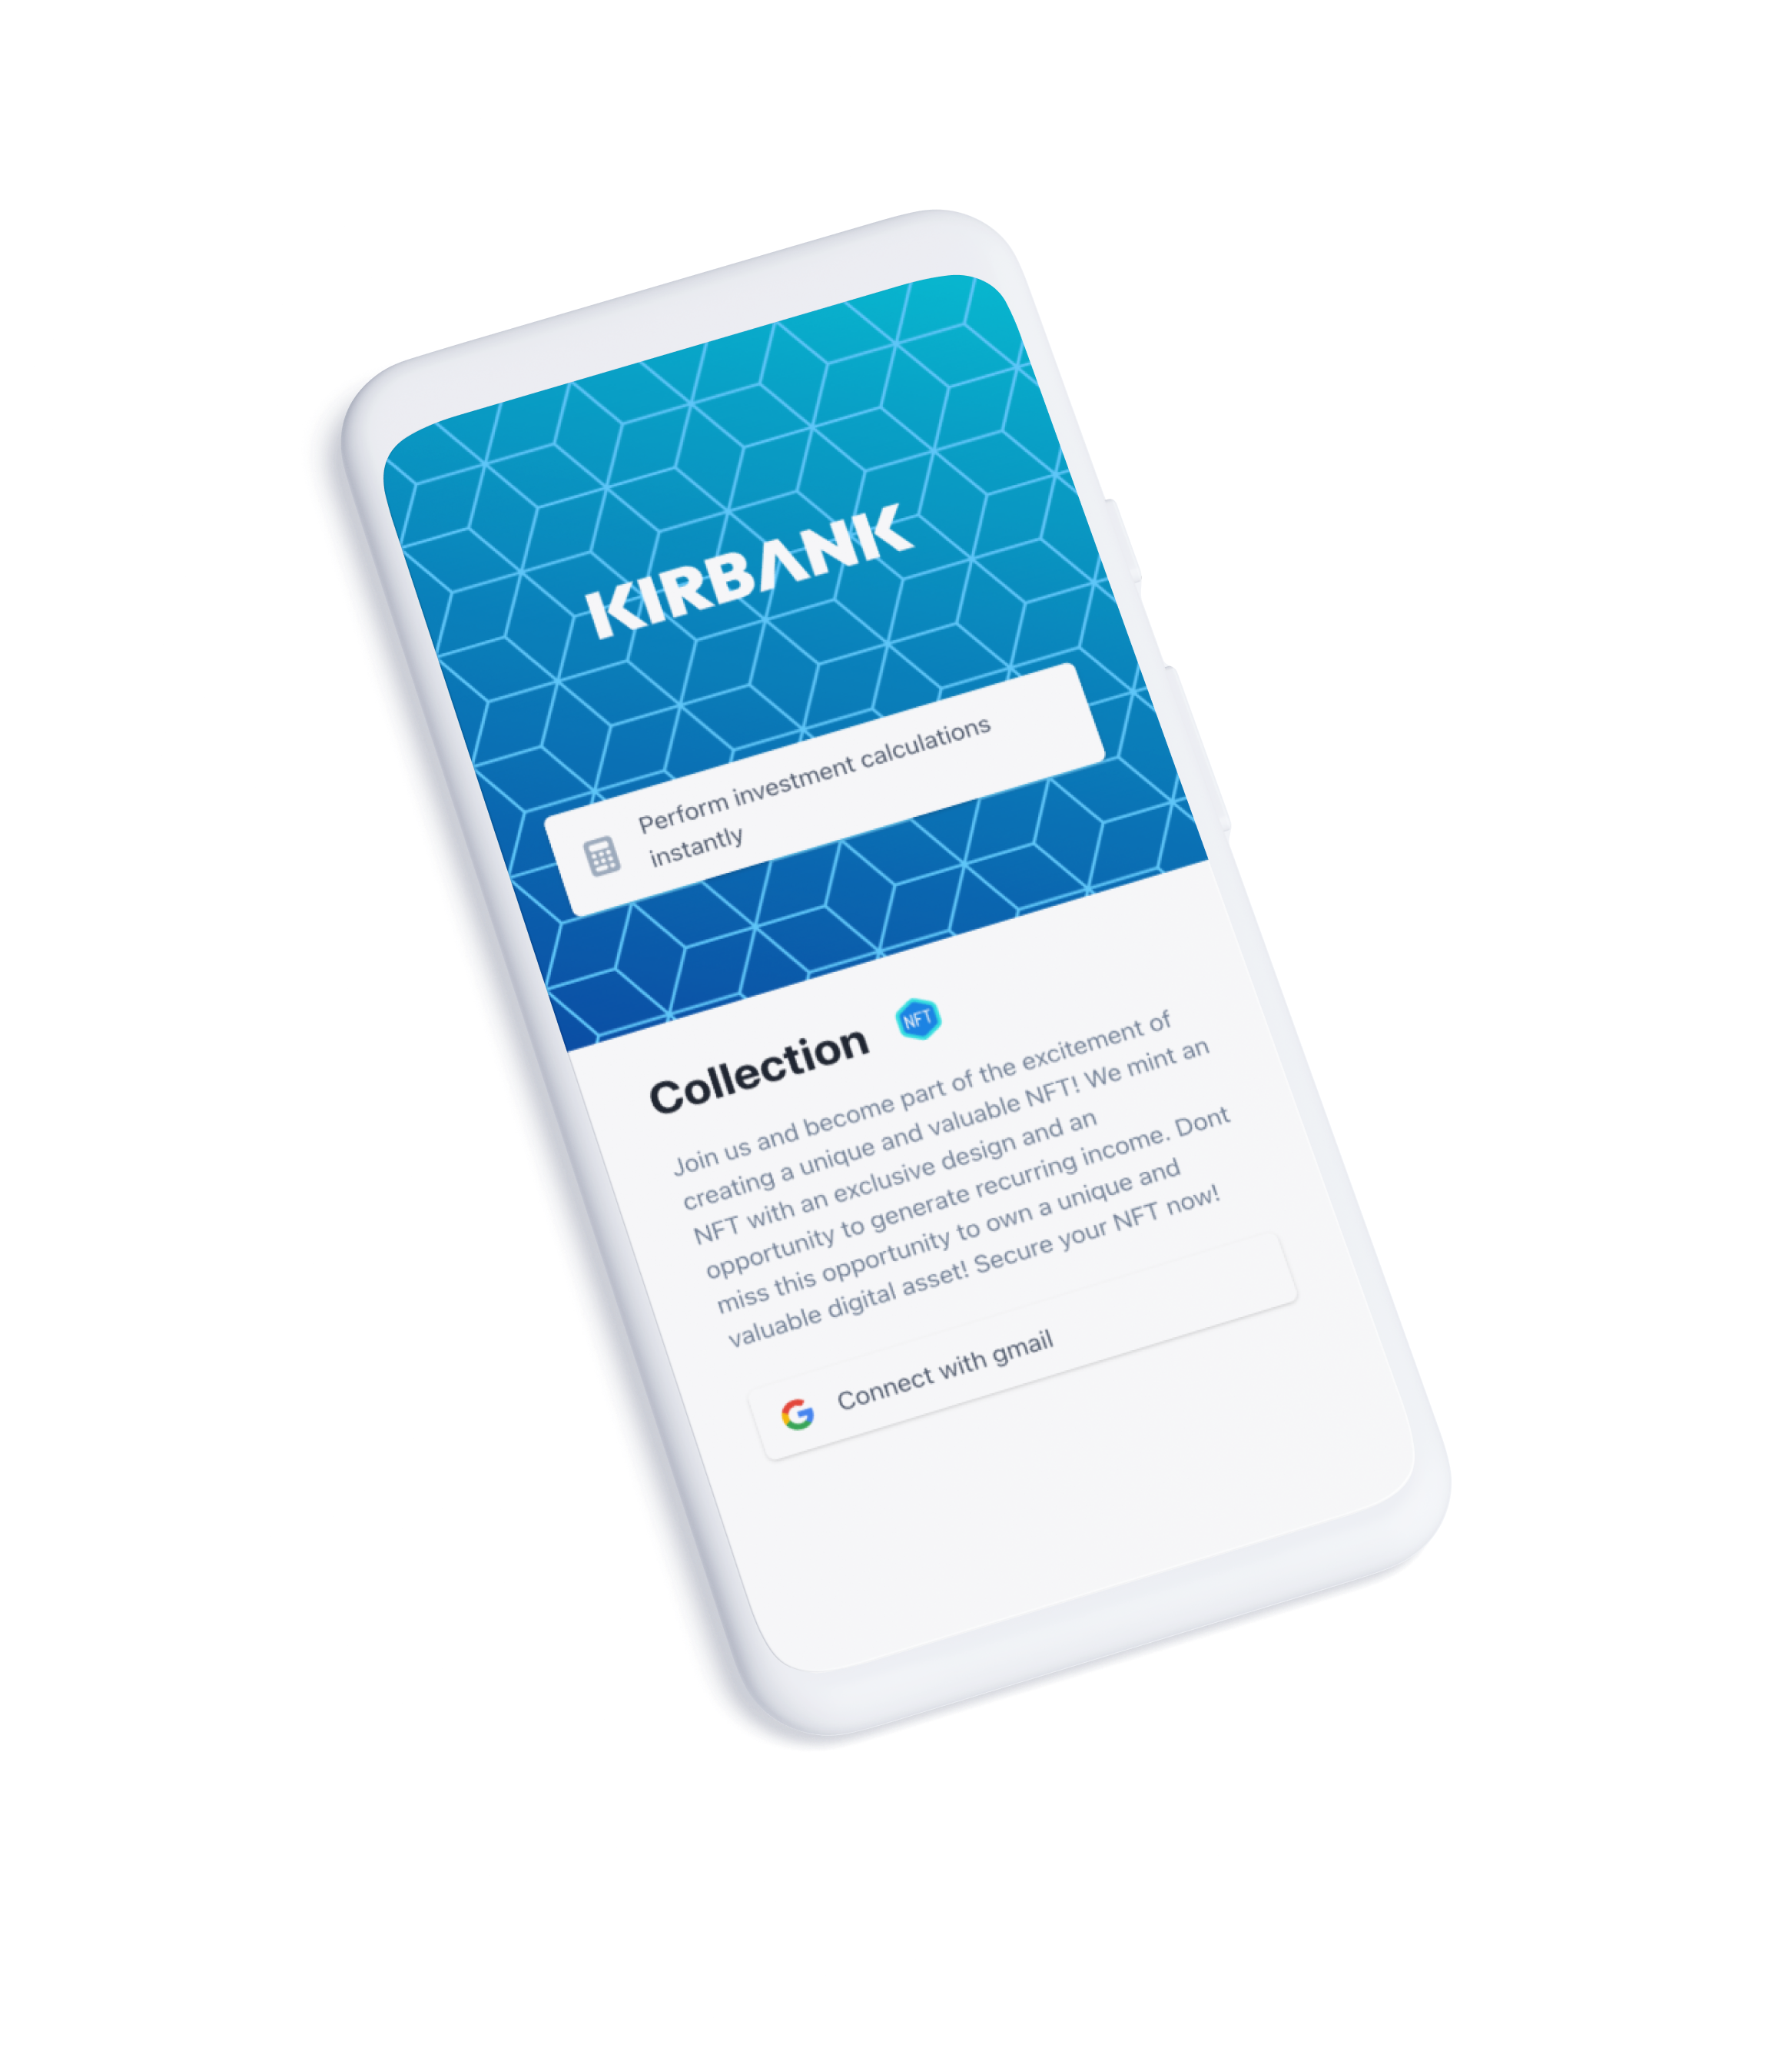 KIRBANK
Perform investment calculations
instantly
Collection
NFT
Join us and become part of the excitement of
creating a unique and valuable NFT! We mint an
NFT with an exclusive design and an
opportunity to generate recurring income. Dont
miss this opportunity to own a unique and
valuable digital asset! Secure your NFT now!
Connect with gmail